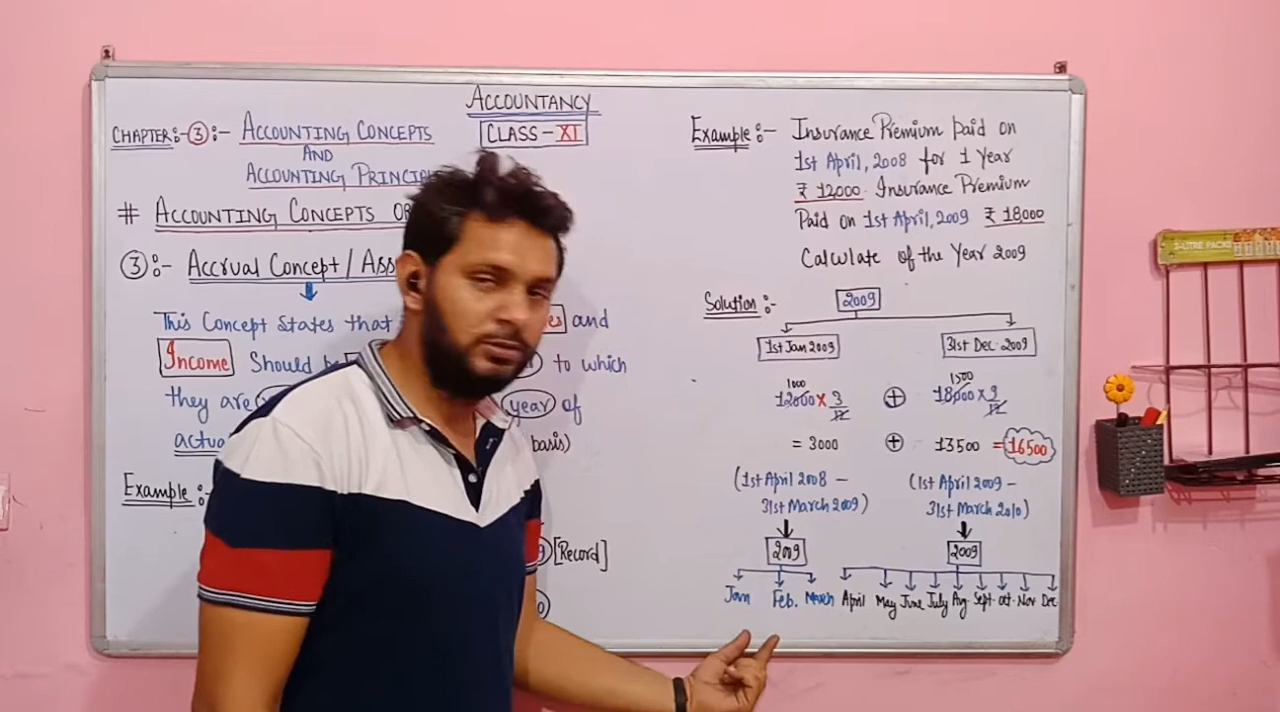 ACCOUNTANCY
CLASS - XI
CHAPTER:- 3 :- ACCOUNTING CONCEPTS
AND
ACCOUNTING
# ACCOUNTING CONCEPTS
3 :- Accrual Concept /
This Concept States that and
Income Should to which
they are year of
basis)
Example :-
[Record]
Example :- Insurance Premium paid on
1st April, 2008 for 1 Year
₹ 12000. Insurance Premium
Paid on 1st April, 2009 ₹ 18000
Calculate of the Year 2009
Solution :- 2009
1st Jan 2009 31st Dec. 2009
1000 1500
12000 x 3/12 + 18000 x 9/12
= 3000 + 13500 = 16500
(1st April 2008 - (1st April 2009 -
31st March 2009) 31st March 2010)
2009 2009
Jan Feb. March April May June July Aug. Sept. Oct. Nov Dec
2-LITRE PACKS